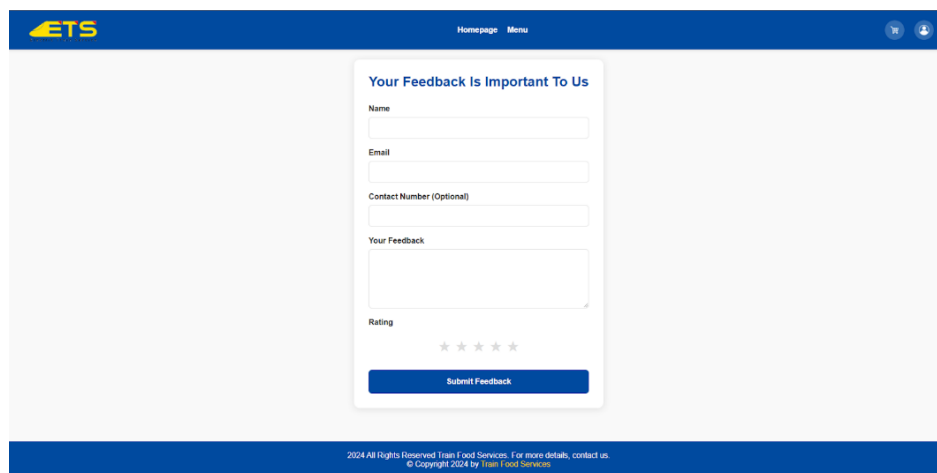 ETS
Homepage Menu
Your Feedback Is Important To Us
Name
Email
Contact Number (Optional)
Your Feedback
Rating
Submit Feedback
2024 All Rights Reserved Train Food Services. For more details, contact us.
© Copyright 2024 by Train Food Services